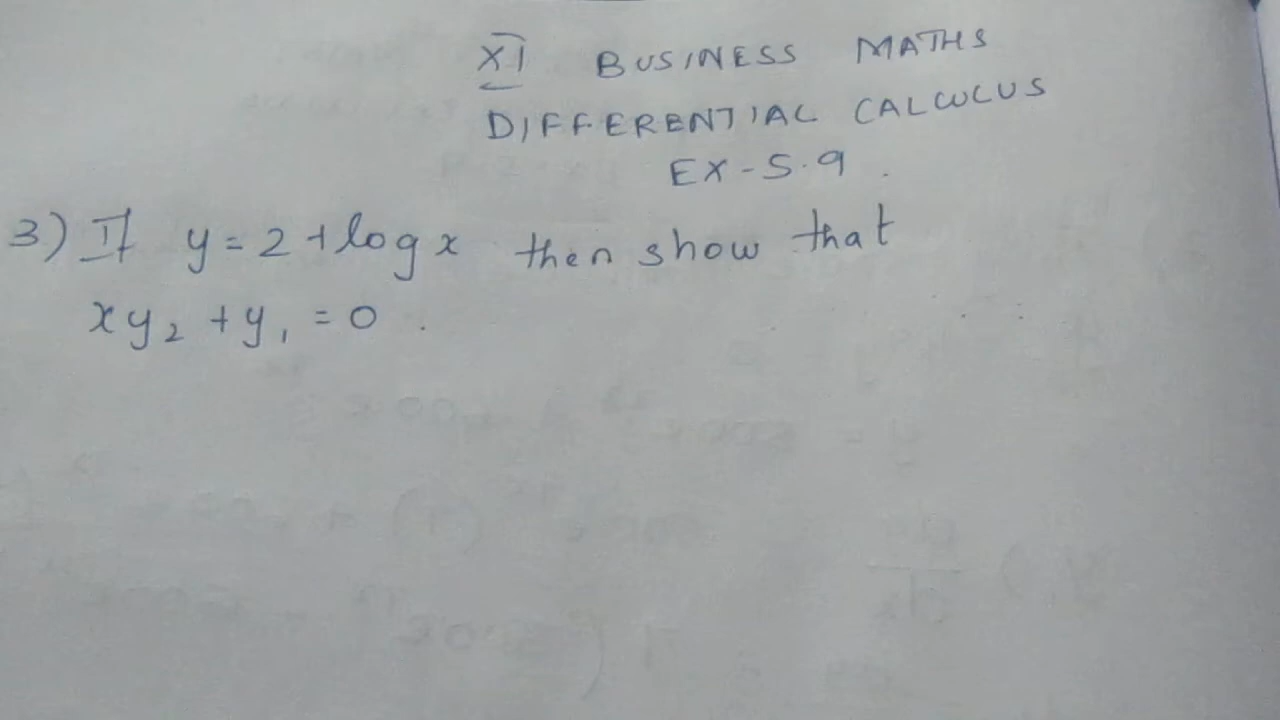 XI BUSINESS MATHS
DIFFERENTIAL CALCULUS
EX-5.9.
3) If y = 2 + log x then show that
xy₂ + y₁ = 0.